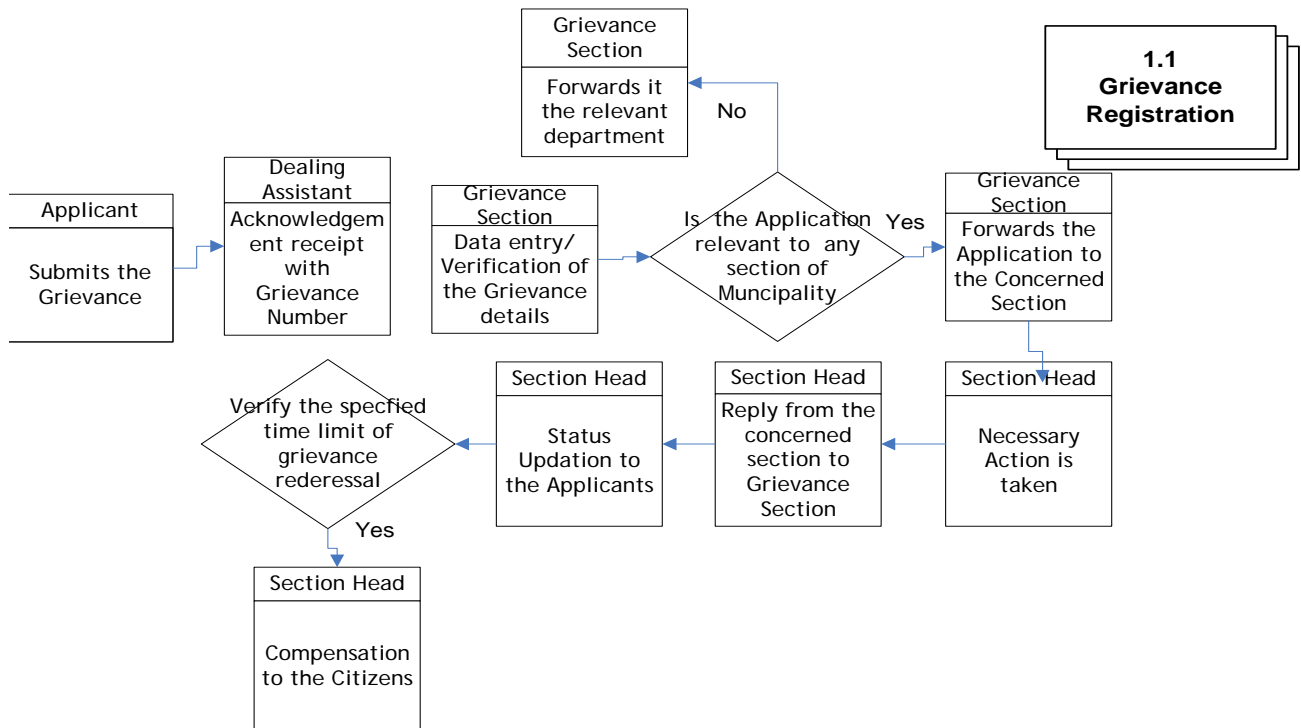 Grievance
Section
Forwards it
the relevant
department
No
1.1
Grievance
Registration
Applicant
Submits the
Grievance
Dealing
Assistant
Acknowledgem
ent receipt
with
Grievance
Number
Grievance
Section
Data entry/
Verification of
the Grievance
details
Is the Application
relevant to any
section of
Muncipality
Yes
Grievance
Section
Forwards the
Application to
the Concerned
Section
Section Head
Necessary
Action is
taken
Section Head
Reply from the
concerned
section to
Grievance
Section
Section Head
Status
Updation to
the Applicants
Verify the specfied
time limit of
grievance
rederessal
Yes
Section Head
Compensation
to the Citizens